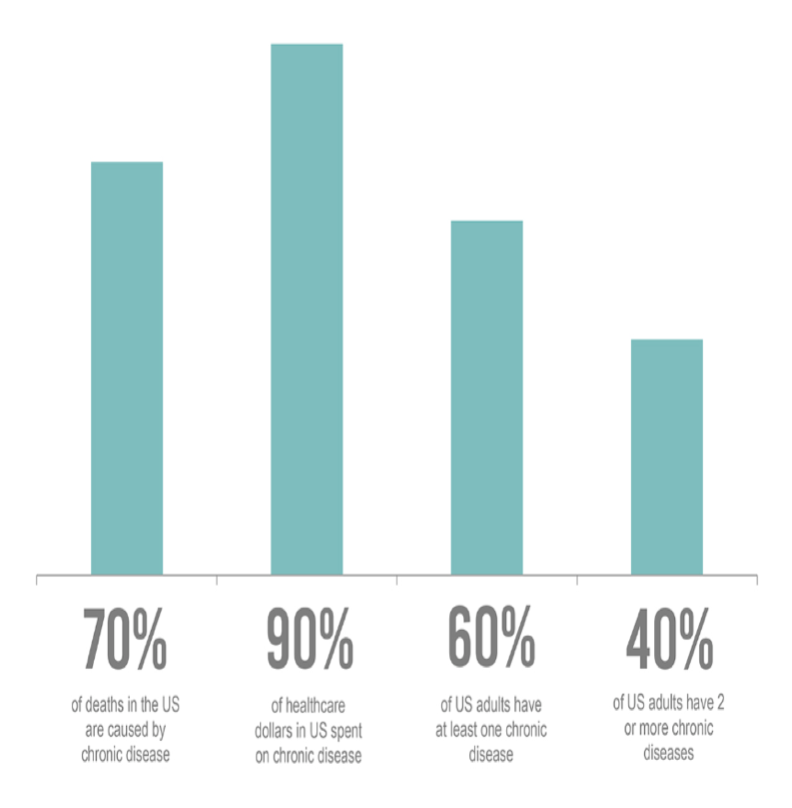 70%
of deaths in the US
are caused by
chronic disease
90%
of healthcare
dollars in US spent
on chronic disease
60%
of US adults have
at least one chronic
disease
40%
of US adults have 2
or more chronic
diseases